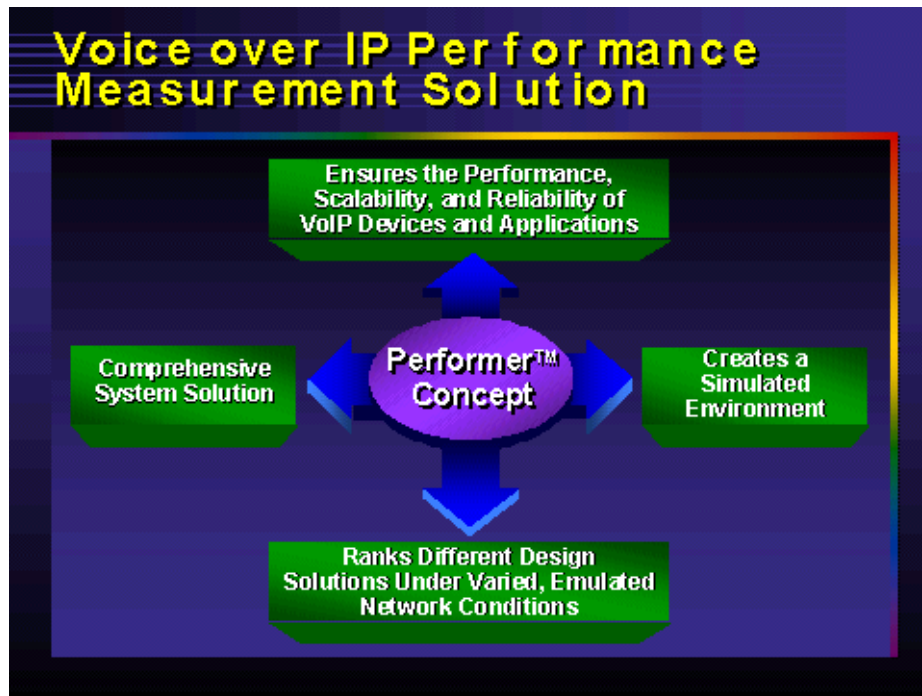 Voice over IP Performance
Measurement Solution
Ensures the Performance,
Scalability, and Reliability of
VoIP Devices and Applications
Comprehensive
System Solution
Performer™
Concept
Creates a
Simulated
Environment
Ranks Different Design
Solutions Under Varied, Emulated
Network Conditions